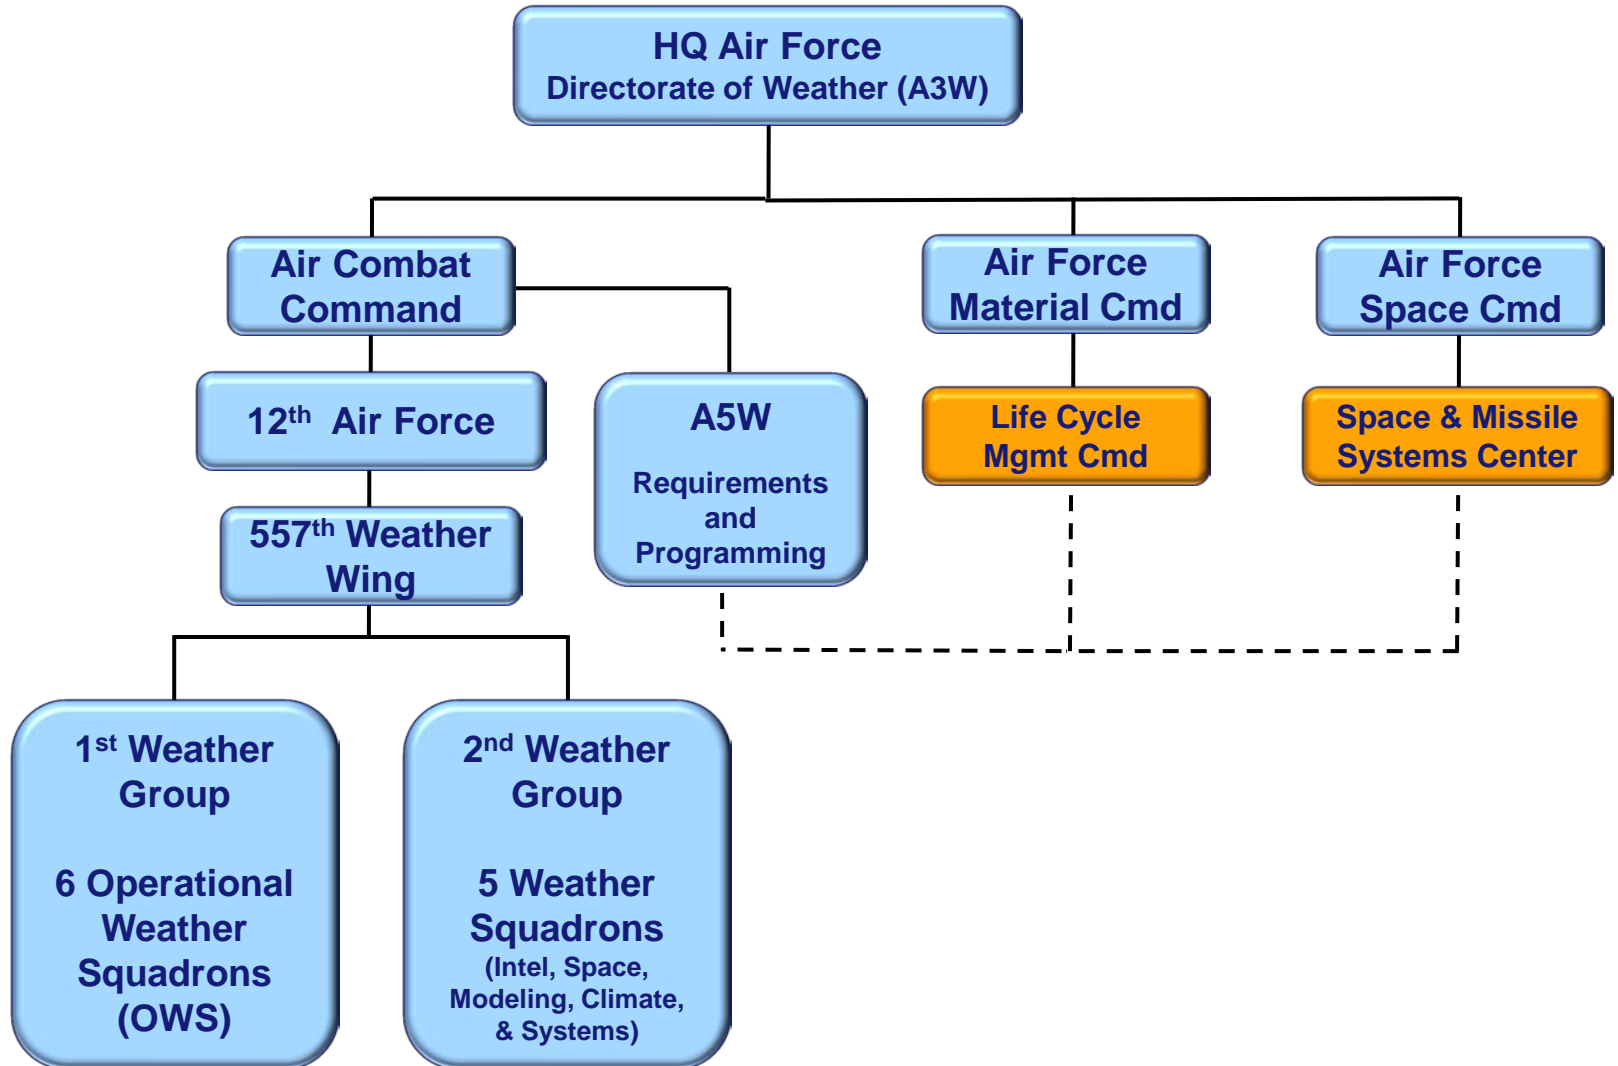 HQ Air Force
Directorate of Weather (A3W)
Air Combat
Command
Air Force
Material Cmd
Air Force
Space Cmd
12th Air Force
A5W
Requirements
and
Programming
Life Cycle
Mgmt Cmd
Space & Missile
Systems Center
557th Weather
Wing
1st Weather
Group
6 Operational
Weather
Squadrons
(OWS)
2nd Weather
Group
5 Weather
Squadrons
(Intel, Space,
Modeling, Climate,
& Systems)